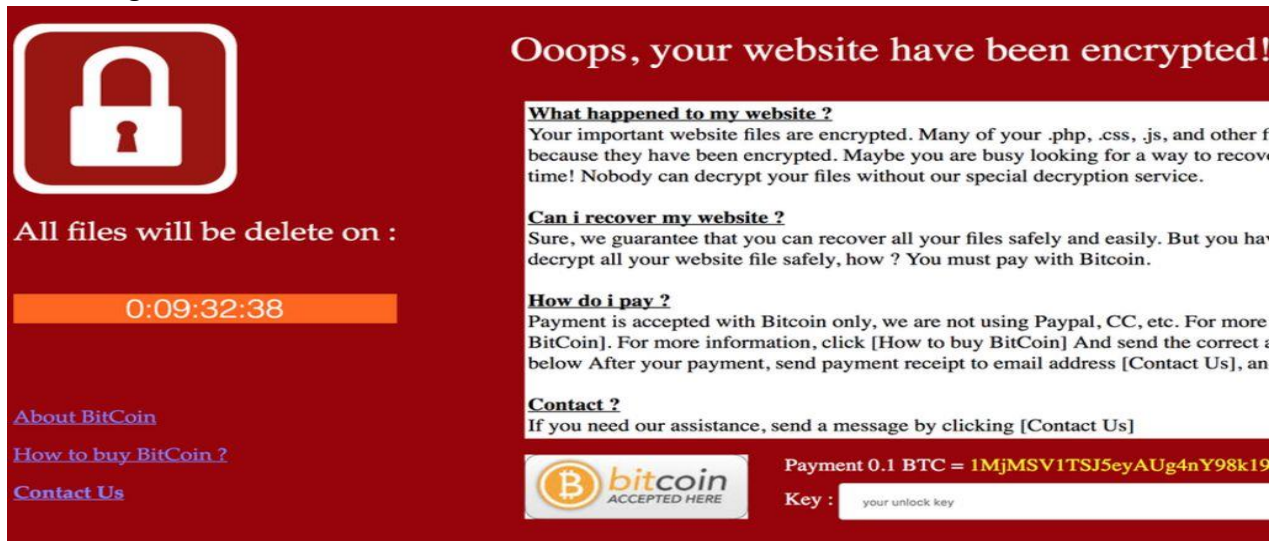 Ooops, your website have been encrypted!
All files will be delete on :
0:09:32:38
About BitCoin
How to buy BitCoin ?
Contact Us
What happened to my website ?
Your important website files are encrypted. Many of your .php, .css, .js, and other
because they have been encrypted. Maybe you are busy looking for a way to
time! Nobody can decrypt your files without our special decryption service.
Can i recover my website ?
Sure, we guarantee that you can recover all your files safely and easily. But you
decrypt all your website file safely, how ? You must pay with Bitcoin.
How do i pay ?
Payment is accepted with Bitcoin only, we are not using Paypal, CC, etc. For more
BitCoin]. For more information, click [How to buy BitCoin] And send the correct
below After your payment, send payment receipt to email address [Contact Us],
Contact ?
If you need our assistance, send a message by clicking [Contact Us]
bitcoin
ACCEPTED HERE
Payment 0.1 BTC = 1MjMSV1TSJ5eyAUg4nY98k19
Key : your unlock key